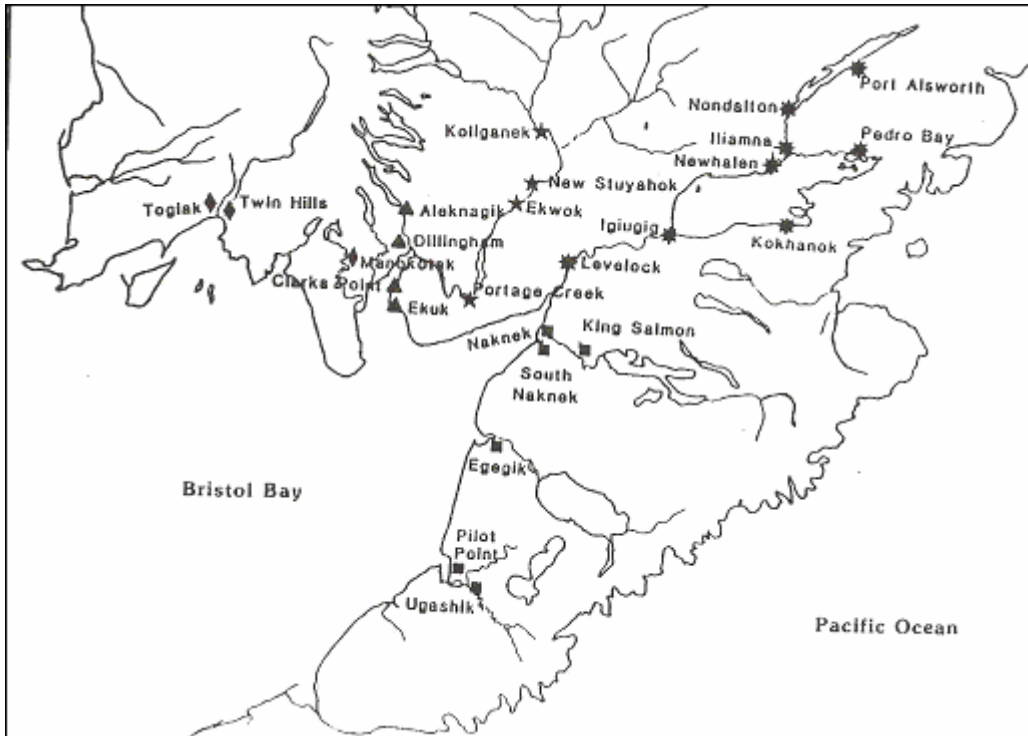 Port Alsworth
Nondalton
Koliganek
Iliamna
Pedro Bay
Newhalen
New Stuyahok
Togiak
Twin Hills
Aleknagik
Ekwok
Igiugig
Dillingham
Kokhanok
Manokotak
Levelock
Clarks Point
Portage Creek
Ekuk
Naknek
King Salmon
South
Naknek
Egegik
Bristol Bay
Pilot
Point
Ugashik
Pacific Ocean